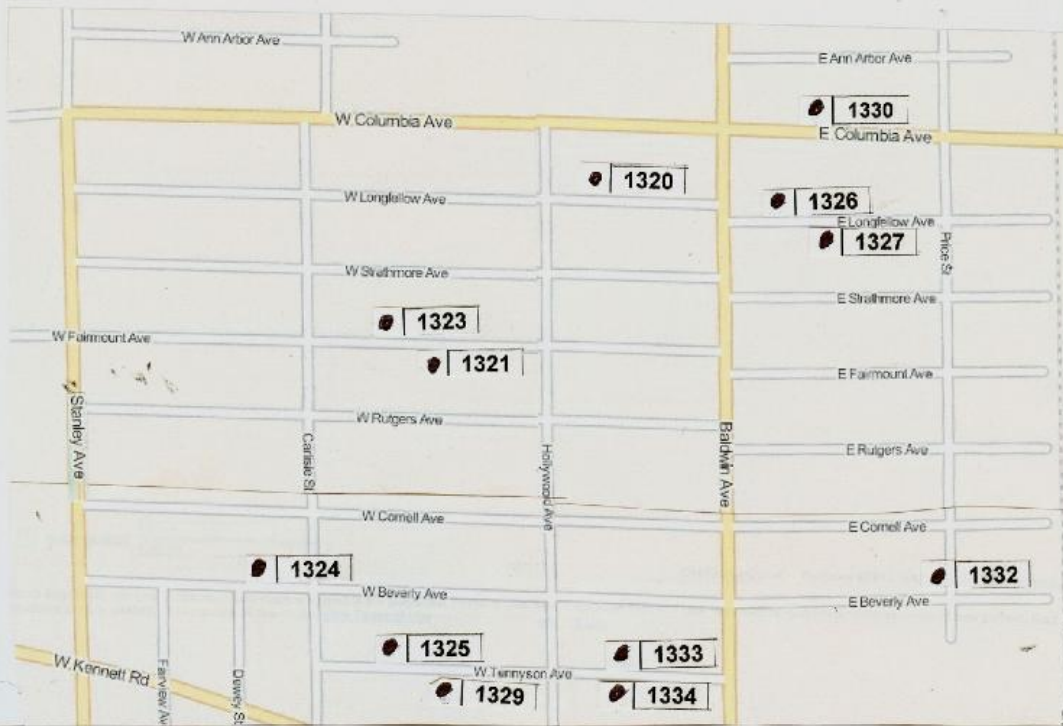 W Ann Arbor Ave
E Ann Arbor Ave
1330
W Columbia Ave
E Columbia Ave
1320
1326
W Longfellow Ave
E Longfellow Ave
1327
Price St
W Strathmore Ave
E Strathmore Ave
1323
W Fairmount Ave
1321
E Fairmount Ave
Stanley Ave
W Rutgers Ave
Baldwin Ave
Carlisle St
Hollywood Ave
E Rutgers Ave
W Cornell Ave
E Cornell Ave
1324
1332
W Beverly Ave
E Beverly Ave
1325
1333
W Kennett Rd
Fairview Av
Dewey St
W Tennyson Ave
1329
1334